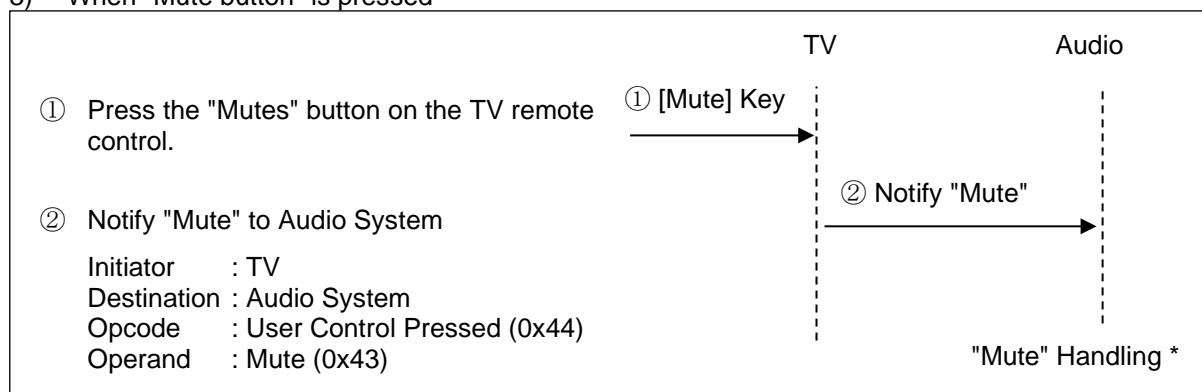 3) When "Mute button" is pressed
TV Audio
① Press the "Mutes" button on the TV remote
control.
① [Mute] Key
② Notify "Mute"
② Notify "Mute" to Audio System
Initiator : TV
Destination : Audio System
Opcode : User Control Pressed (0x44)
Operand : Mute (0x43)
"Mute" Handling *